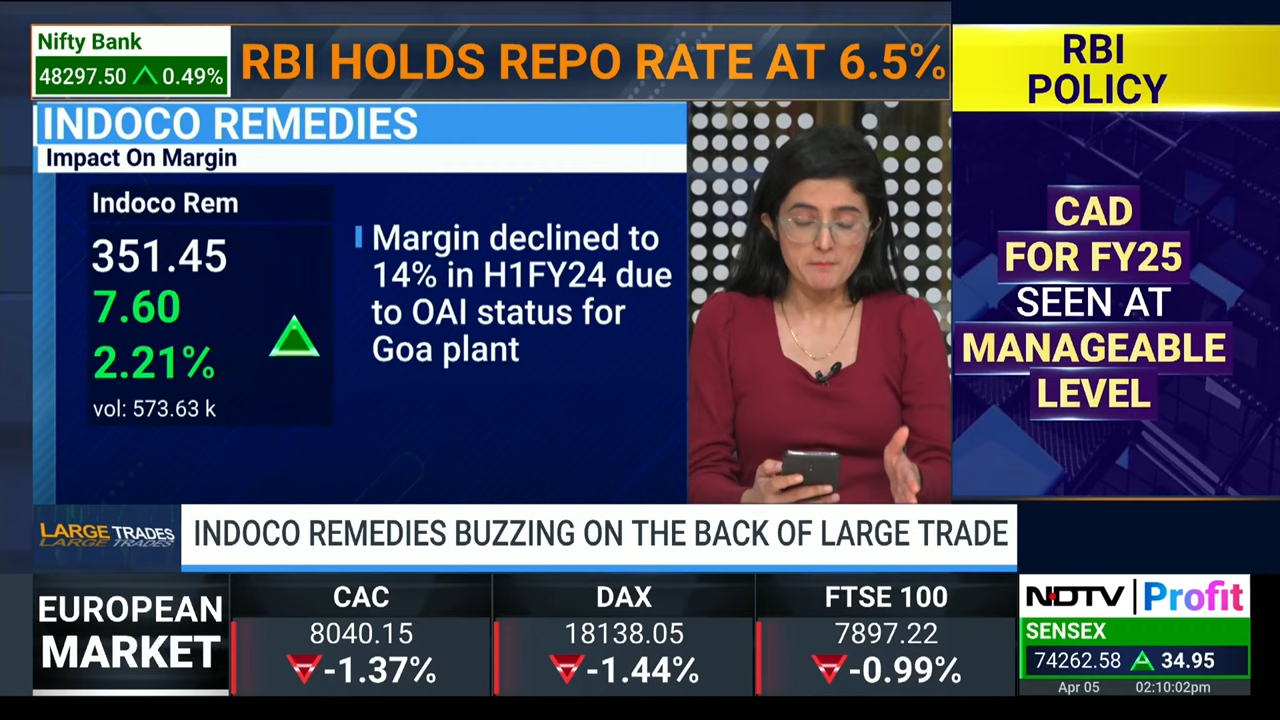 Nifty Bank
48297.50 0.49%
RBI HOLDS REPO RATE AT 6.5%
RBI
POLICY
INDOCO REMEDIES
Impact On Margin
Indoco Rem
351.45
7.60
2.21%
vol: 573.63 k
Margin declined to
14% in H1FY24 due
to OAI status for
Goa plant
CAD
FOR FY25
SEEN AT
MANAGEABLE
LEVEL
LARGE TRADES
INDOCO REMEDIES BUZZING ON THE BACK OF LARGE TRADE
EUROPEAN
MARKET
CAC
8040.15
-1.37%
DAX
18138.05
-1.44%
FTSE 100
7897.22
-0.99%
NDTV Profit
SENSEX
74262.58 34.95
Apr 05 02:10:02pm